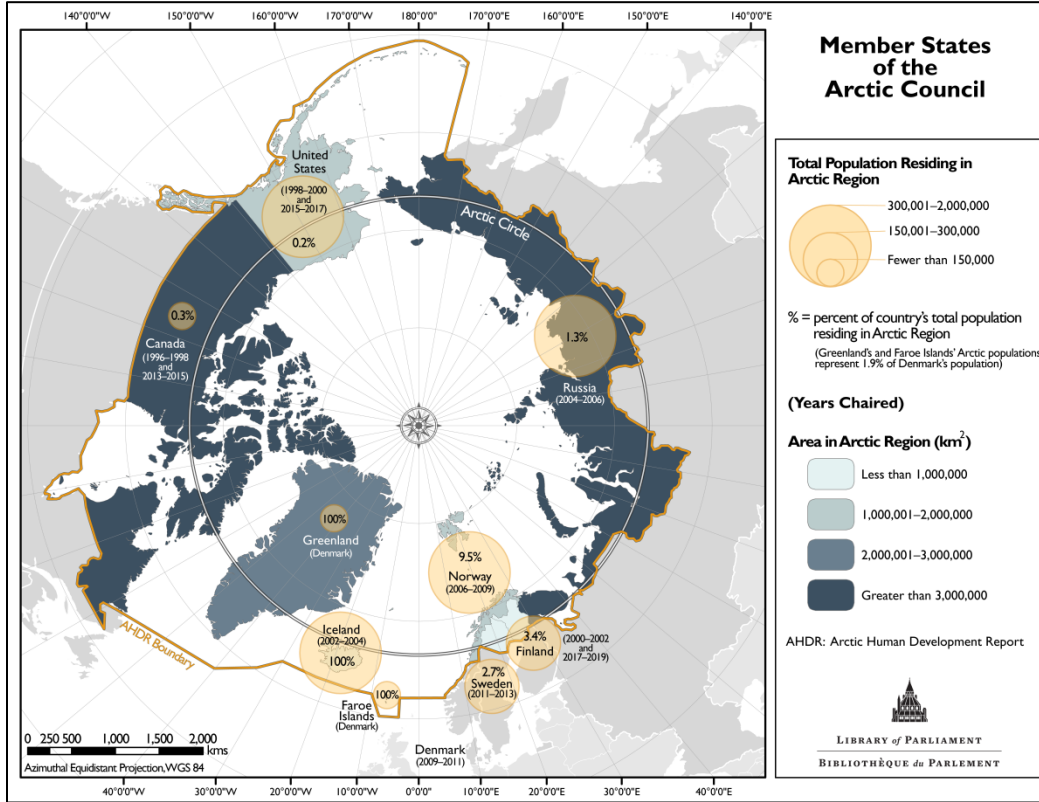 140°0'0"W
150°0'0"W
160°0'0"W
170°0'0"W
180°0'0"
170°0'0"E
160°0'0"E
150°0'0"E
140°0'0"E
Member States
of the
Arctic Council
United
States
(1998–2000
and
2015–2017)
0.2%
Arctic Circle
0.3%
Canada
(1996–1998
and
2013–2015)
1.3%
Russia
(2004–2006)
100%
Greenland
(Denmark)
9.5%
Norway
(2006–2009)
AHDR Boundary
Iceland
(2002–2004)
100%
3.4%
Finland
(2000–2002
and
2017–2019)
2.7%
Sweden
(2011–2013)
100%
Faroe
Islands
(Denmark)
Denmark
(2009–2011)
0 250 500 1,000 1,500 2,000
kms
Azimuthal Equidistant Projection, WGS 84
40°0'0"W
30°0'0"W
20°0'0"W
10°0'0"W
0°0'0"
10°0'0"E
20°0'0"E
30°0'0"E
40°0'0"E
Total Population Residing in
Arctic Region
300,001–2,000,000
150,001–300,000
Fewer than 150,000
% = percent of country's total population
residing in Arctic Region
(Greenland's and Faroe Islands' Arctic populations
represent 1.9% of Denmark's population)
(Years Chaired)
Area in Arctic Region (km²)
Less than 1,000,000
1,000,001–2,000,000
2,000,001–3,000,000
Greater than 3,000,000
AHDR: Arctic Human Development Report
LIBRARY of PARLIAMENT
BIBLIOTHÈQUE du PARLEMENT